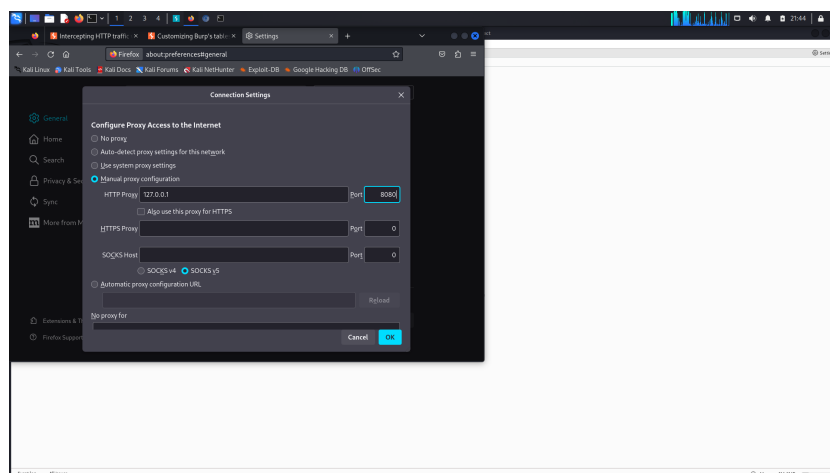 1 2 3 4
21:44
Intercepting HTTP traffic × Customizing Burp's table × Settings × +
Firefox about:preferences#general
Kali Linux Kali Tools Kali Docs Kali Forums Kali NetHunter Exploit-DB Google Hacking DB OffSec
Connection Settings
General
Home
Search
Privacy & Se
Sync
More from M
Extensions & T
Firefox Support
Configure Proxy Access to the Internet
No proxy
Auto-detect proxy settings for this network
Use system proxy settings
Manual proxy configuration
HTTP Proxy 127.0.0.1 Port 8080
Also use this proxy for HTTPS
HTTPS Proxy Port 0
SOCKS Host Port 0
SOCKS v4 SOCKS v5
Automatic proxy configuration URL
Reload
No proxy for
Cancel OK